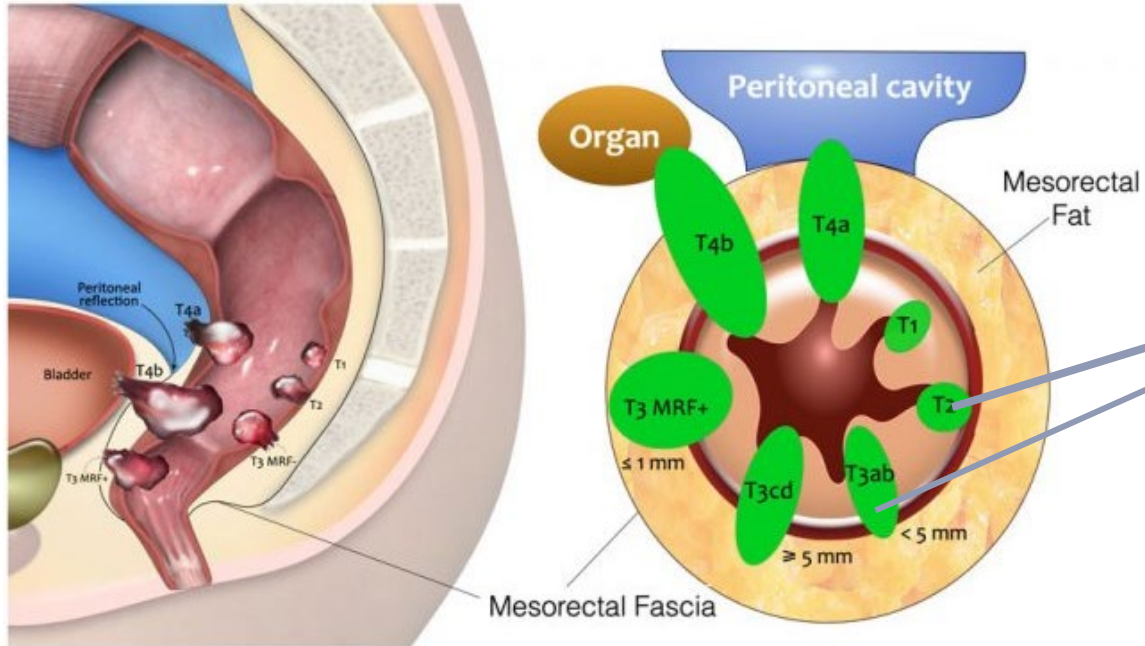 Peritoneal
reflection
T4a
T4b
Bladder
T1
T2
T3 MRF-
T3 MRF+
Peritoneal cavity
Organ
Mesorectal
Fat
T4b
T4a
T1
T2
T3 MRF+
≤ 1 mm
T3cd
T3ab
< 5 mm
≥ 5 mm
Mesorectal Fascia